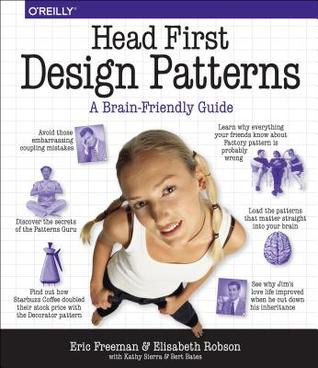 O'REILLY®
Head First
Design Patterns
A Brain-Friendly Guide
Avoid those
embarrassing
coupling mistakes
Discover the secrets
of the Patterns Guru
Find out how
Starbuzz Coffee doubled
their stock price with
the Decorator pattern
Learn why everything
your friends know about
Factory pattern is
probably
wrong
Load the patterns
that matter straight
into your brain
See why Jim's
love life improved
when he cut down
his inheritance
Eric Freeman & Elisabeth Robson
with Kathy Sierra & Bert Bates